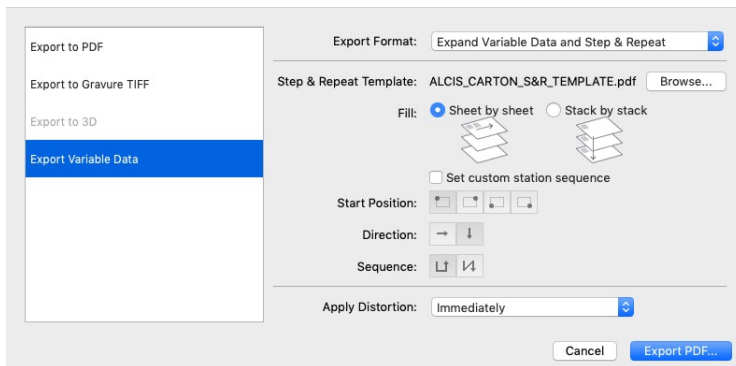 Export to PDF
Export to Gravure TIFF
Export to 3D
Export Variable Data
Export Format: Expand Variable Data and Step & Repeat
Step & Repeat Template: ALCIS_CARTON_S&R_TEMPLATE.pdf Browse...
Fill: Sheet by sheet Stack by stack
Set custom station sequence
Start Position:
Direction:
Sequence:
Apply Distortion: Immediately
Cancel Export PDF...